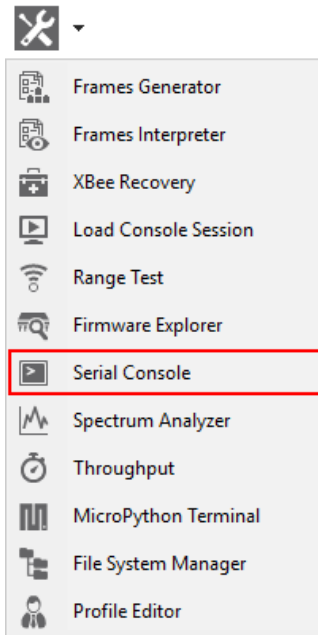 Frames Generator
Frames Interpreter
XBee Recovery
Load Console Session
Range Test
Firmware Explorer
Serial Console
Spectrum Analyzer
Throughput
MicroPython Terminal
File System Manager
Profile Editor